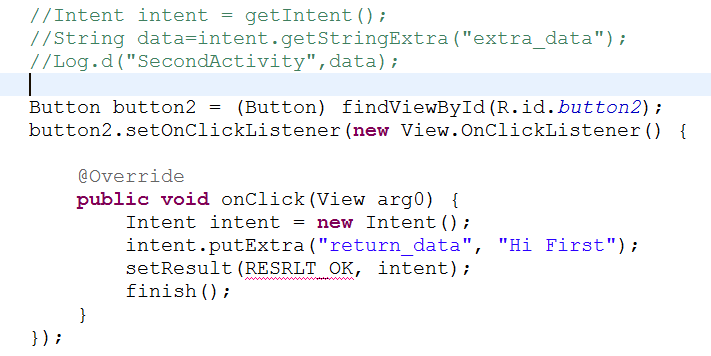 //Intent intent = getIntent();
//String data=intent.getStringExtra("extra_data");
//Log.d("SecondActivity",data);
Button button2 = (Button) findViewById(R.id.button2);
button2.setOnClickListener(new View.OnClickListener() {
@Override
public void onClick(View arg0) {
Intent intent = new Intent();
intent.putExtra("return_data", "Hi First");
setResult(RESRLT_OK, intent);
finish();
}
});